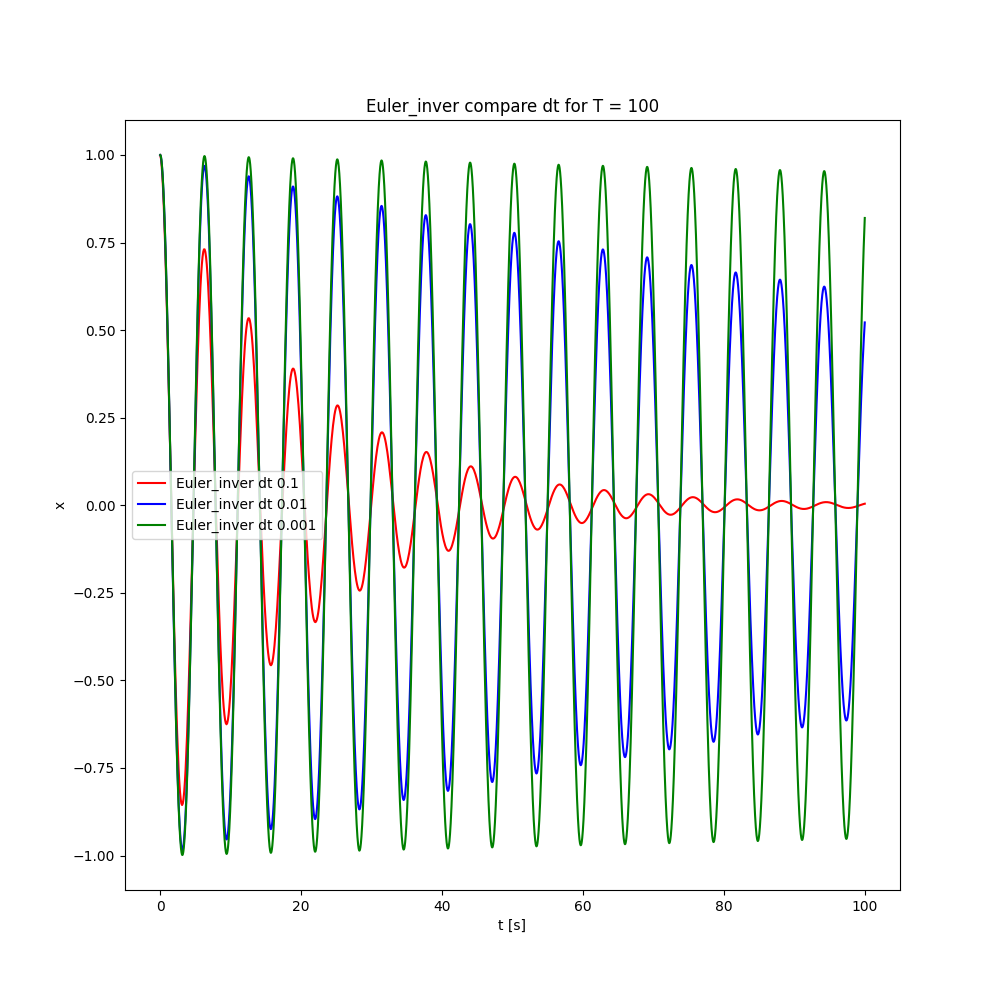 Euler_inver compare dt for T = 100
1.00
0.75
0.50
0.25
0.00
−0.25
−0.50
−0.75
−1.00
x
Euler_inver dt 0.1
Euler_inver dt 0.01
Euler_inver dt 0.001
0 20 40 60 80 100
t [s]